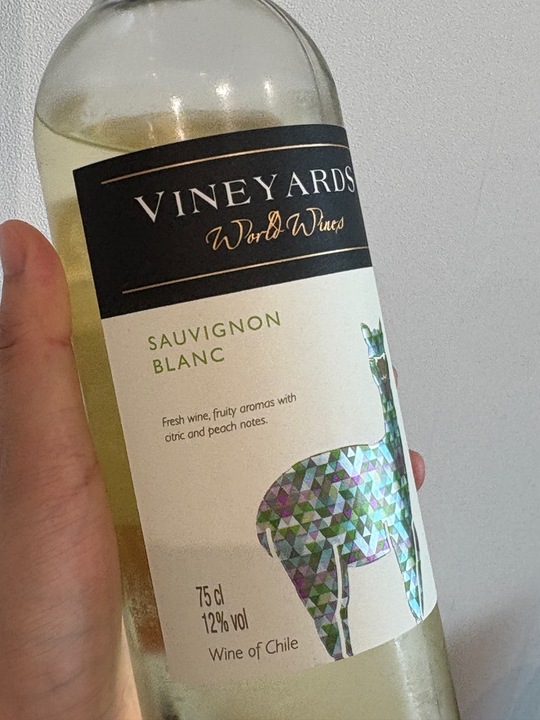 VINEYARDS
World Wines
SAUVIGNON
BLANC
Fresh wine, fruity aromas with
citric and peach notes.
75 cl
12% vol
Wine of Chile